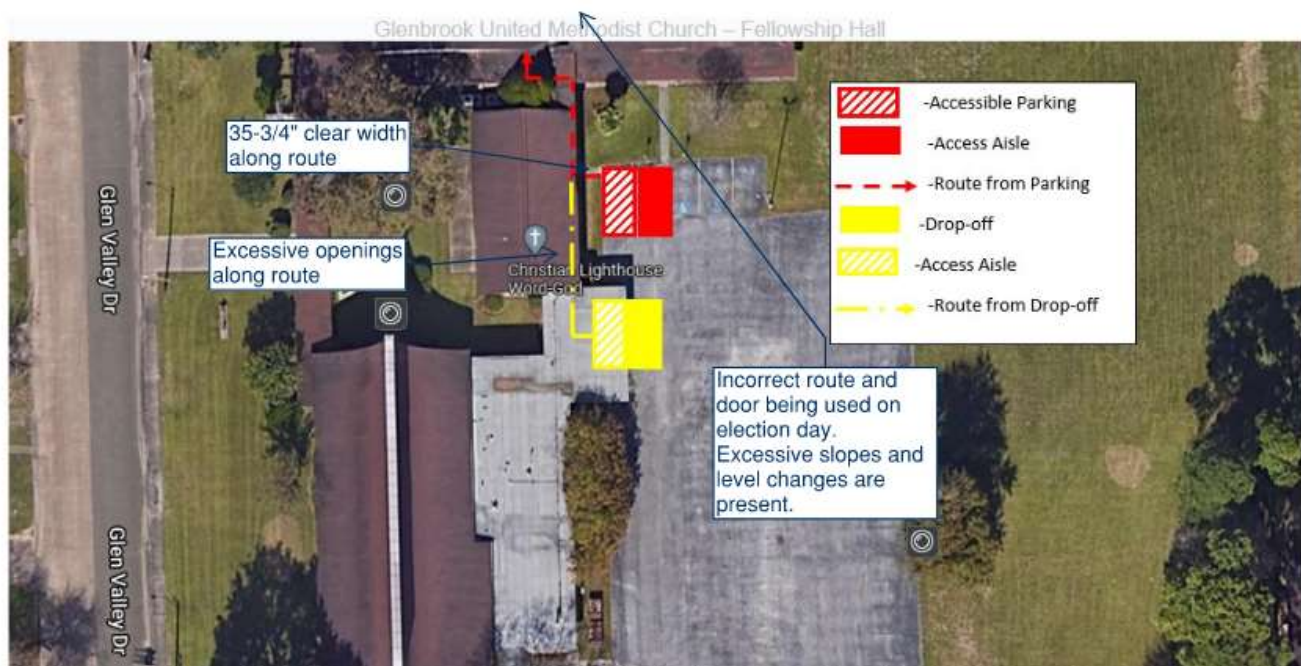 Glenbrook United Methodist Church – Fellowship Hall
35-3/4" clear width
along route
Excessive openings
along route
Glen Valley Dr
Glen Valley Dr
Christian Lighthouse
Word-God
-Accessible Parking
-Access Aisle
-Route from Parking
-Drop-off
-Access Aisle
-Route from Drop-off
Incorrect route and
door being used on
election day.
Excessive slopes and
level changes are
present.